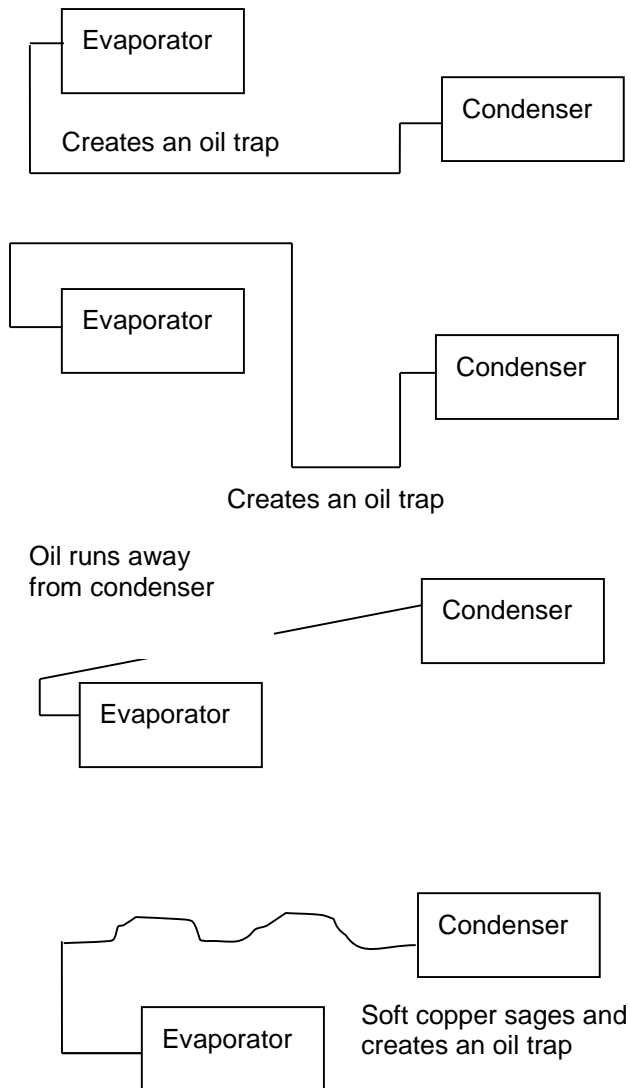 Evaporator
Condenser
Creates an oil trap
Evaporator
Condenser
Creates an oil trap
Oil runs away
from condenser
Condenser
Evaporator
Condenser
Soft copper sages and
creates an oil trap
Evaporator